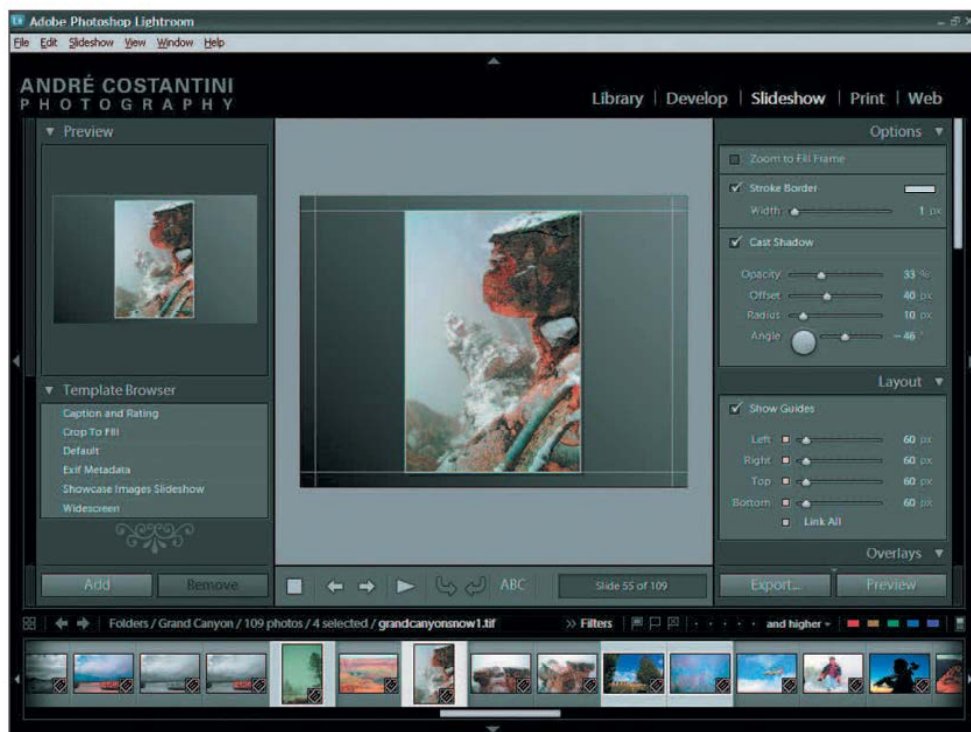 Lr Adobe Photoshop Lightroom
File Edit Slideshow View Window Help
ANDRÉ COSTANTINI
PHOTOGRAPHY
Library | Develop | Slideshow | Print | Web
Preview
Options
Zoom to Fill Frame
Stroke Border
Width 1 px
Cast Shadow
Opacity 33 %
Offset 40 px
Radius 10 px
Angle - 46 °
Template Browser
Caption and Rating
Crop To Fill
Default
Exif Metadata
Showcase Images Slideshow
Widescreen
Layout
Show Guides
Left 60 px
Right 60 px
Top 60 px
Bottom 60 px
Link All
Overlays
Add Remove
ABC
Slide 55 of 109
Export... Preview
Folders / Grand Canyon / 109 photos / 4 selected / grandcanyonsnow1.tif
>> Filters
and higher